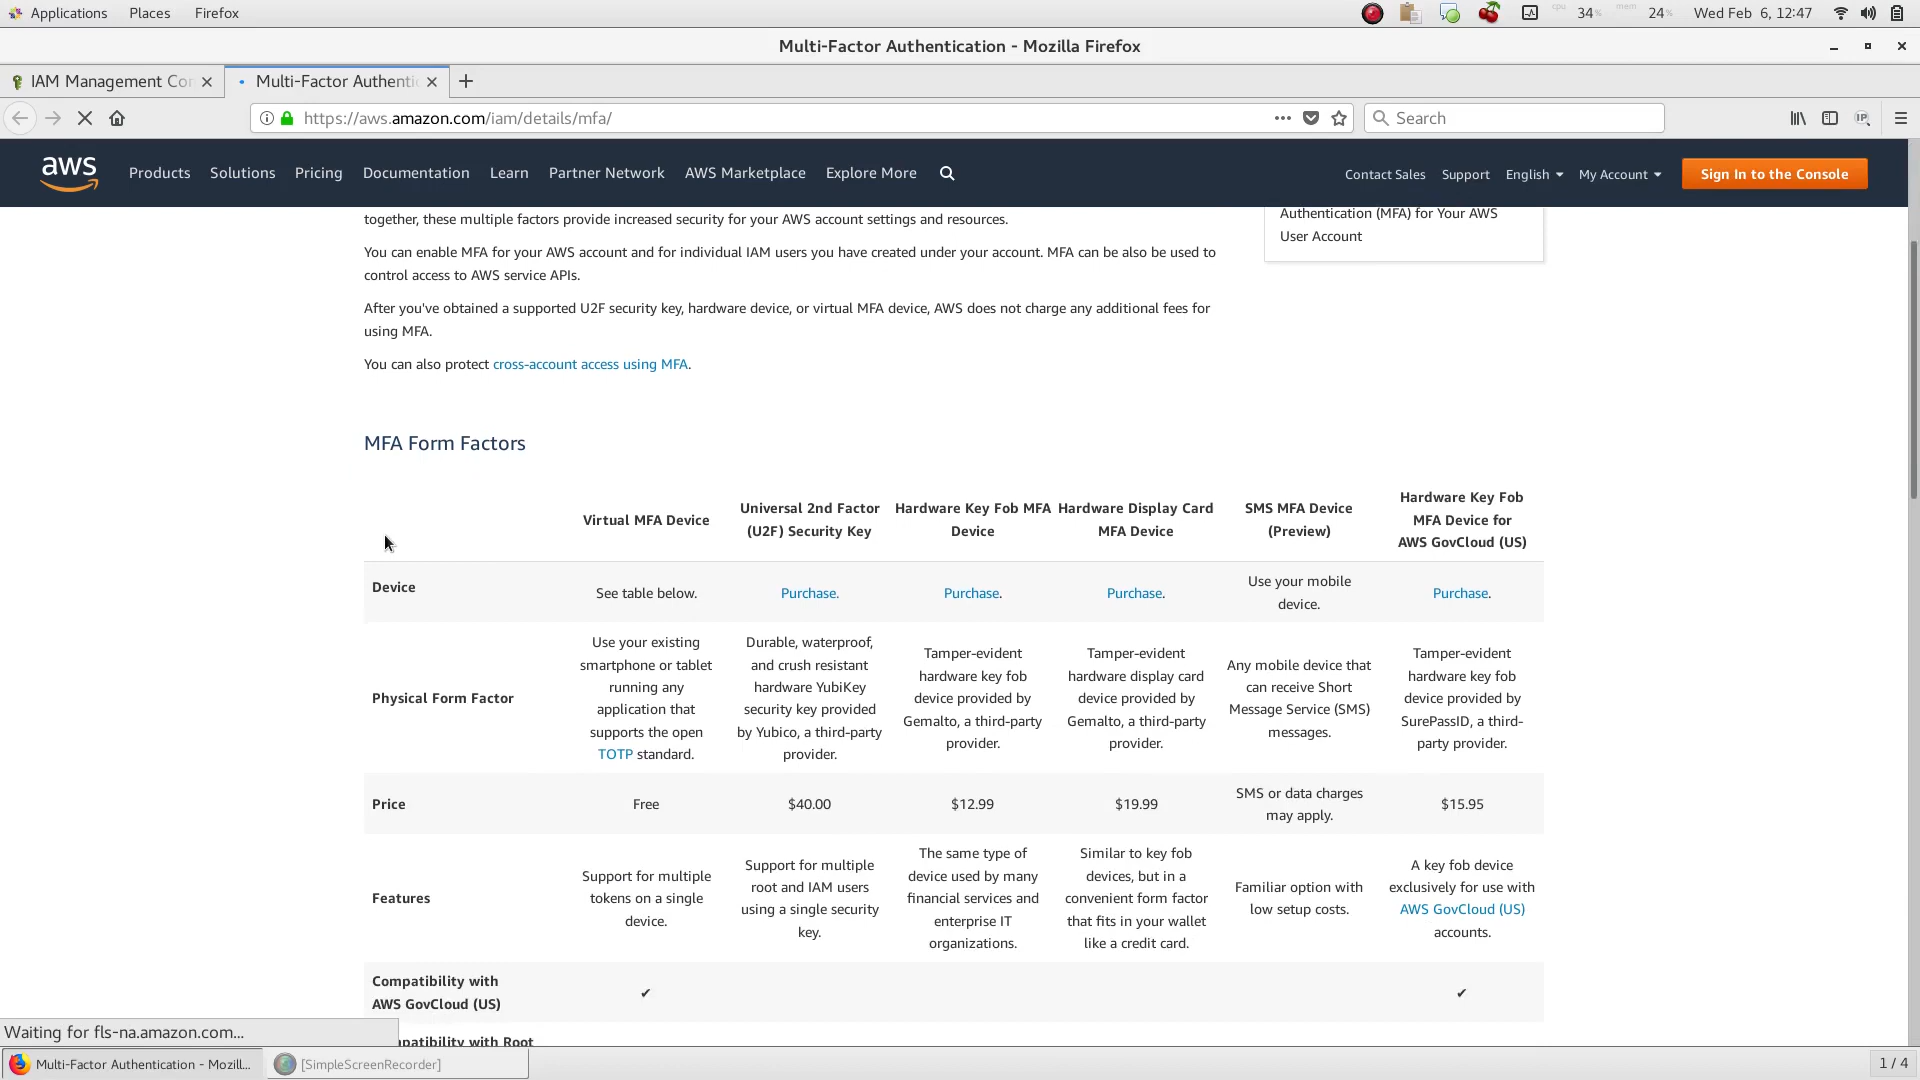 Applications Places Firefox
cpu 34% mem 24% Wed Feb 6, 12:47
Multi-Factor Authentication - Mozilla Firefox
IAM Management Con
Multi-Factor Authentic
https://aws.amazon.com/iam/details/mfa/
Search
aws Products Solutions Pricing Documentation Learn Partner Network AWS Marketplace Explore More
Contact Sales Support English My Account Sign In to the Console
together, these multiple factors provide increased security for your AWS account settings and resources.
Authentication (MFA) for Your AWS
User Account
You can enable MFA for your AWS account and for individual IAM users you have created under your account. MFA can be also be used to
control access to AWS service APIs.
After you've obtained a supported U2F security key, hardware device, or virtual MFA device, AWS does not charge any additional fees for
using MFA.
You can also protect cross-account access using MFA.
MFA Form Factors
Virtual MFA Device
Universal 2nd Factor
(U2F) Security Key
Hardware Key Fob MFA
Device
Hardware Display Card
MFA Device
SMS MFA Device
(Preview)
Hardware Key Fob
MFA Device for
AWS GovCloud (US)
Device
See table below.
Purchase.
Purchase.
Purchase.
Use your mobile
device.
Purchase.
Physical Form Factor
Use your existing
smartphone or tablet
running any
application that
supports the open
TOTP standard.
Durable, waterproof,
and crush resistant
hardware YubiKey
security key provided
by Yubico, a third-party
provider.
Tamper-evident
hardware key fob
device provided by
Gemalto, a third-party
provider.
Tamper-evident
hardware display card
device provided by
Gemalto, a third-party
provider.
Any mobile device that
can receive Short
Message Service (SMS)
messages.
Tamper-evident
hardware key fob
device provided by
SurePassID, a third-
party provider.
Price
Free
$40.00
$12.99
$19.99
SMS or data charges
may apply.
$15.95
Features
Support for multiple
tokens on a single
device.
Support for multiple
root and IAM users
using a single security
key.
The same type of
device used by many
financial services and
enterprise IT
organizations.
Similar to key fob
devices, but in a
convenient form factor
that fits in your wallet
like a credit card.
Familiar option with
low setup costs.
A key fob device
exclusively for use with
AWS GovCloud (US)
accounts.
Compatibility with
AWS GovCloud (US)
✔
✔
patibility with Root
Waiting for fls-na.amazon.com...
Multi-Factor Authentication - Mozill...
[SimpleScreenRecorder]
1 / 4